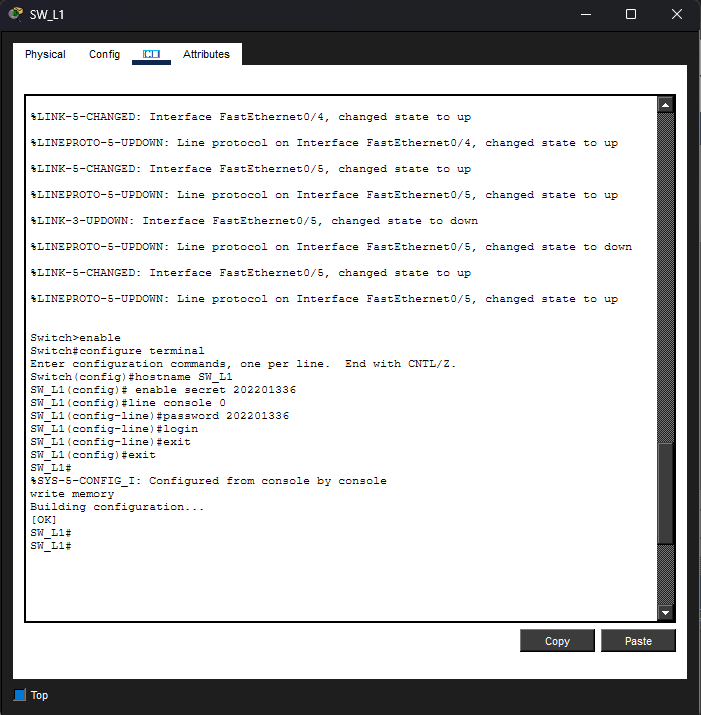 SW_L1
Physical Config CLI Attributes
%LINK-5-CHANGED: Interface FastEthernet0/4, changed state to up
%LINEPROTO-5-UPDOWN: Line protocol on Interface FastEthernet0/4, changed state to up
%LINK-5-CHANGED: Interface FastEthernet0/5, changed state to up
%LINEPROTO-5-UPDOWN: Line protocol on Interface FastEthernet0/5, changed state to up
%LINK-3-UPDOWN: Interface FastEthernet0/5, changed state to down
%LINEPROTO-5-UPDOWN: Line protocol on Interface FastEthernet0/5, changed state to down
%LINK-5-CHANGED: Interface FastEthernet0/5, changed state to up
%LINEPROTO-5-UPDOWN: Line protocol on Interface FastEthernet0/5, changed state to up
Switch>enable
Switch#configure terminal
Enter configuration commands, one per line.  End with CNTL/Z.
Switch(config)#hostname SW_L1
SW_L1(config)# enable secret 202201336
SW_L1(config)#line console 0
SW_L1(config-line)#password 202201336
SW_L1(config-line)#login
SW_L1(config-line)#exit
SW_L1(config)#exit
SW_L1#
%SYS-5-CONFIG_I: Configured from console by console
write memory
Building configuration...
[OK]
SW_L1#
SW_L1#
Copy Paste
Top